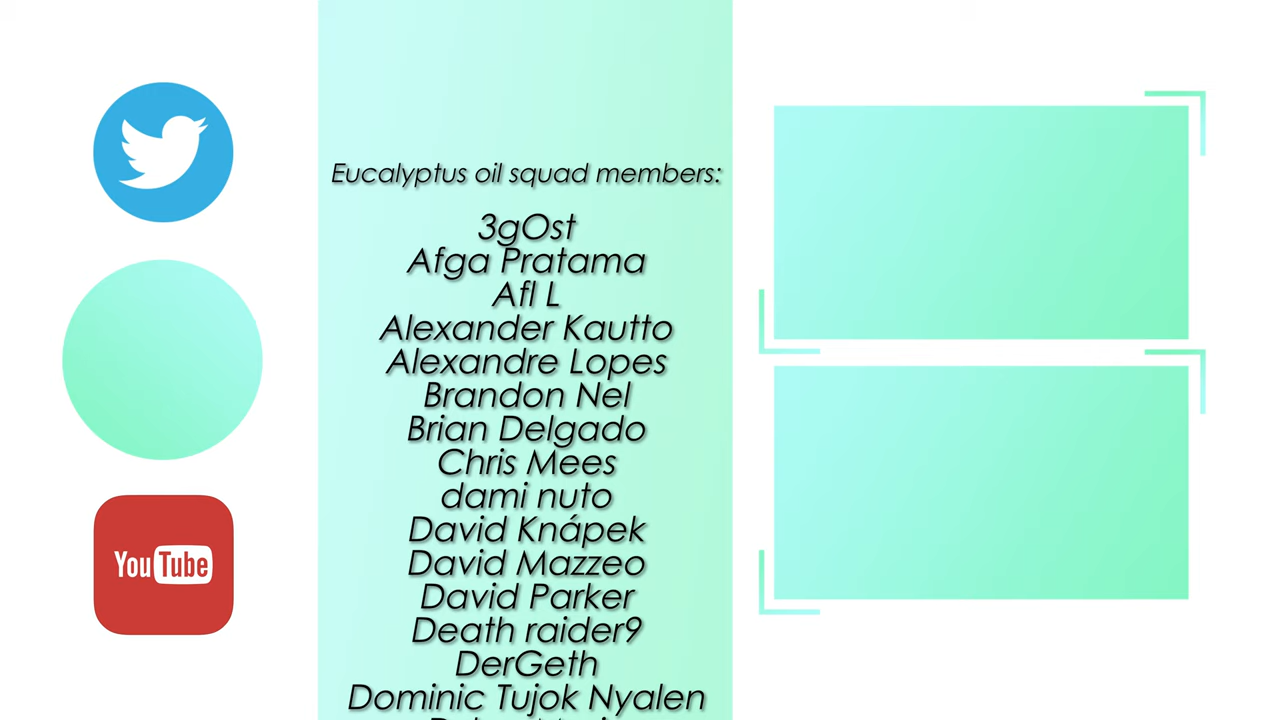 Eucalyptus oil squad members:
3gOst
Afga Pratama
Afl L
Alexander Kautto
Alexandre Lopes
Brandon Nel
Brian Delgado
Chris Mees
dami nuto
David Knápek
David Mazzeo
David Parker
Death raider9
DerGeth
Dominic Tujok Nyalen
YouTube